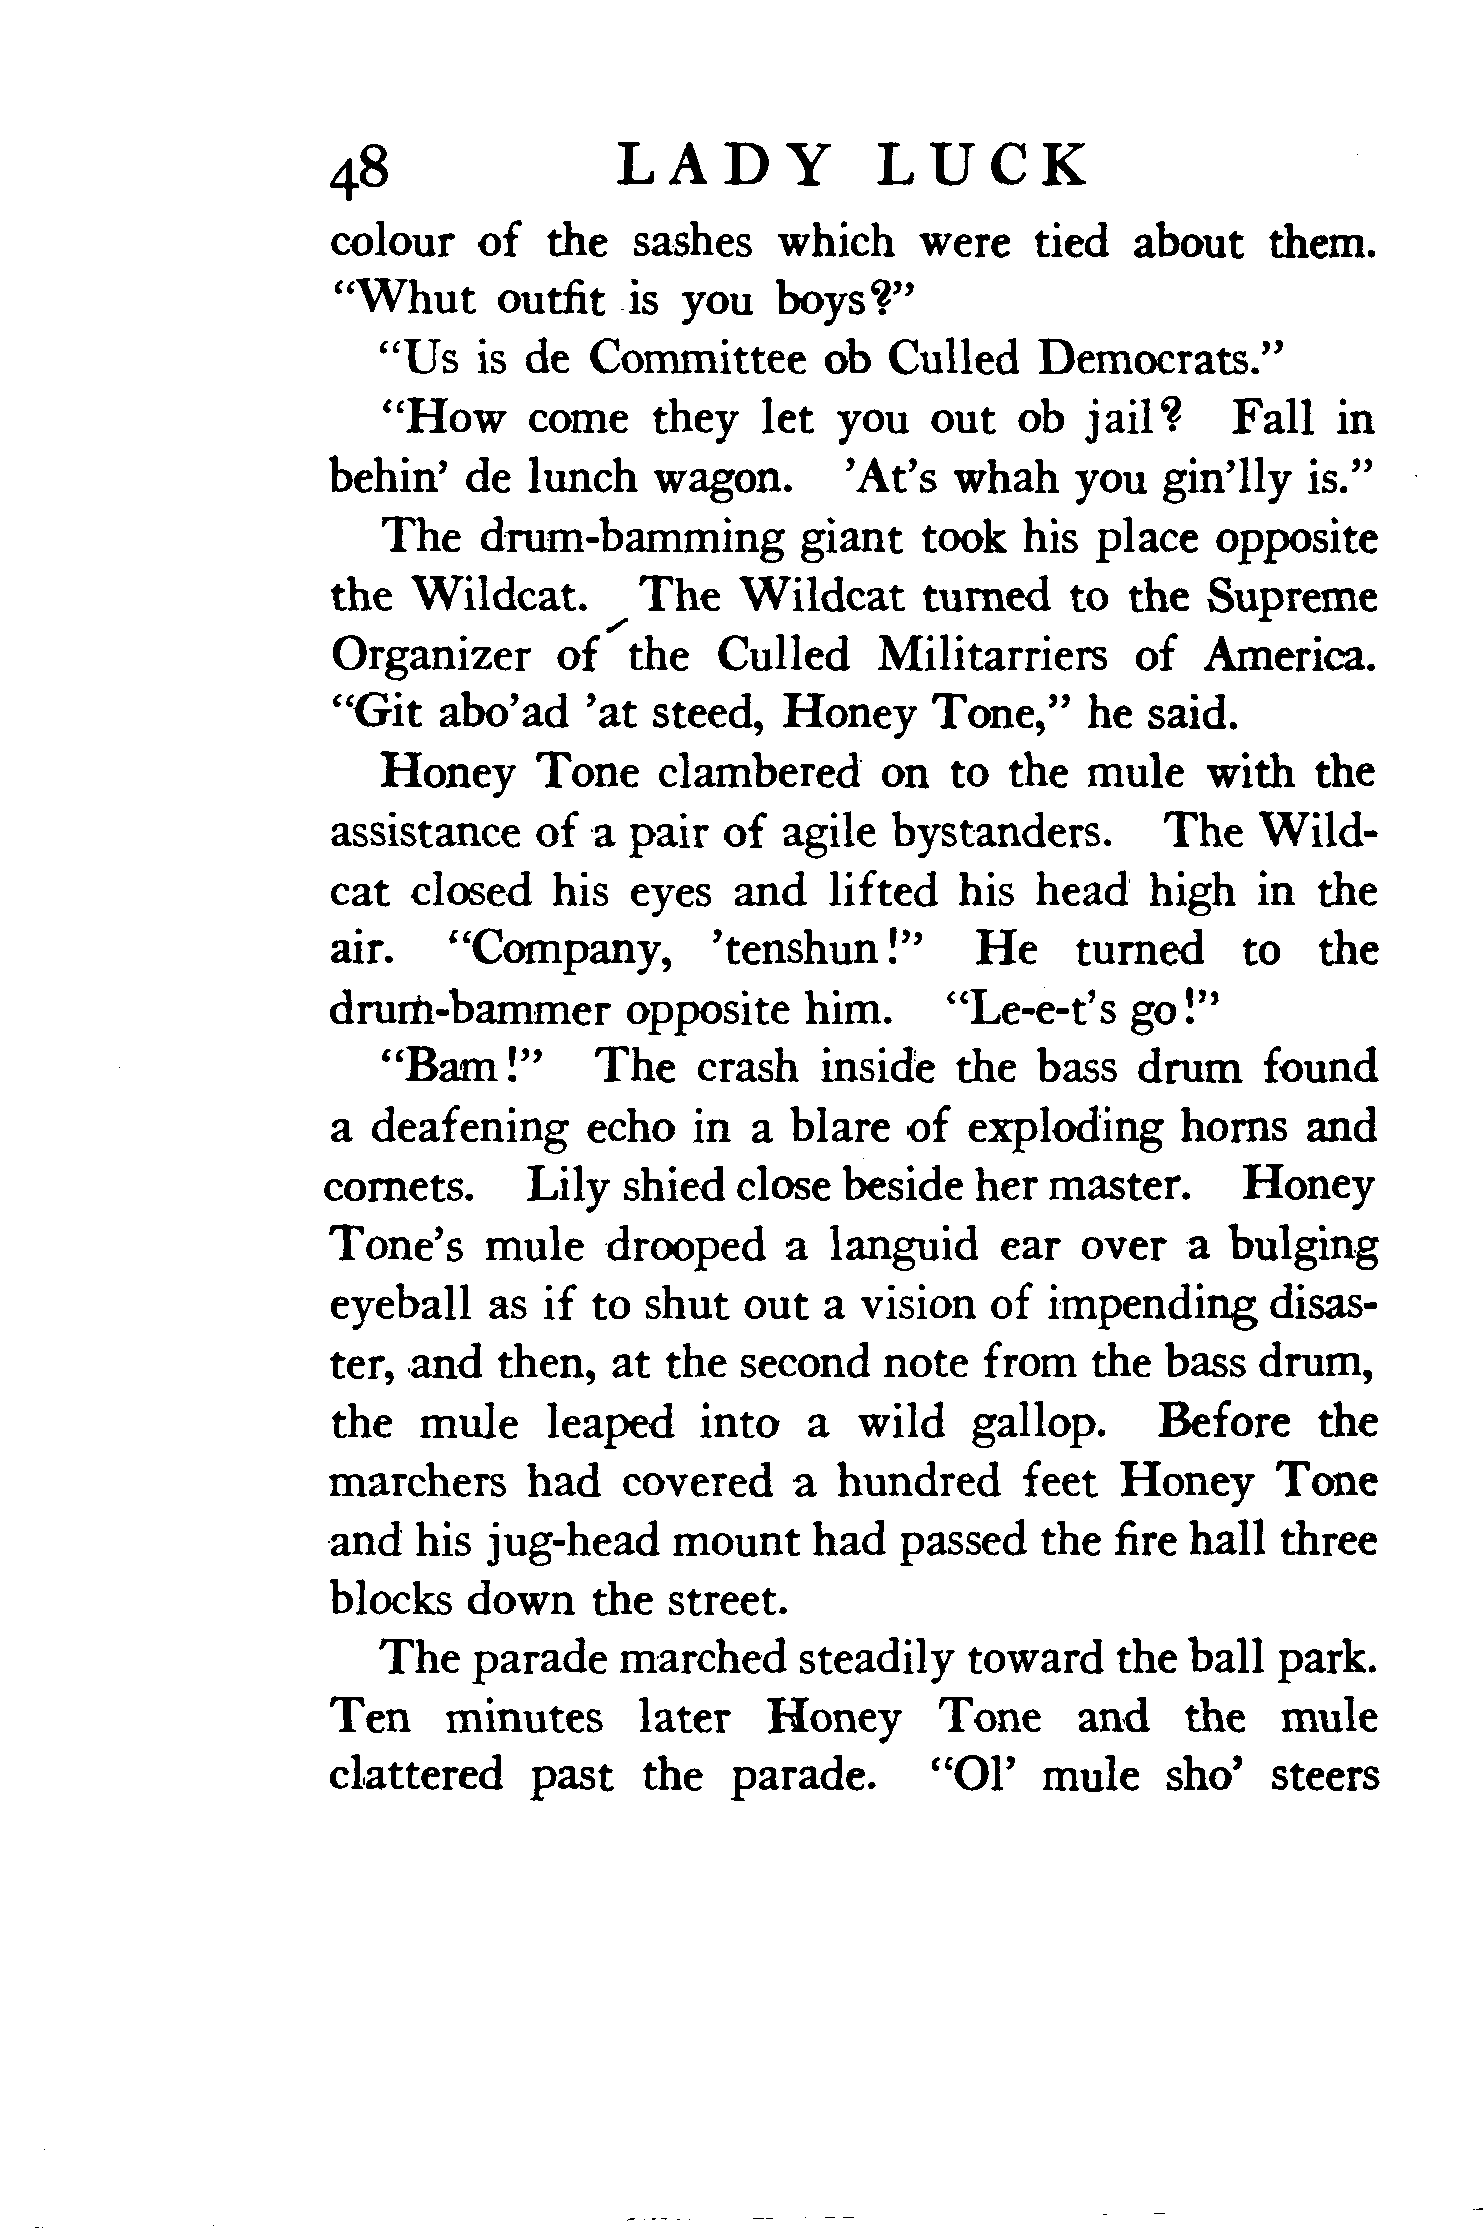 48 LADY LUCK
colour of the sashes which were tied about them.
“Whut outfit is you boys?”
“Us is de Committee ob Culled Democrats.”
“How come they let you out ob jail? Fall in
behin’ de lunch wagon. ’At’s whah you gin’lly is.”
The drum-bamming giant took his place opposite
the Wildcat. The Wildcat turned to the Supreme
Organizer of the Culled Militarriers of America.
“Git abo’ad ’at steed, Honey Tone,” he said.
Honey Tone clambered on to the mule with the
assistance of a pair of agile bystanders. The Wild-
cat closed his eyes and lifted his head high in the
air. “Company, ’tenshun!” He turned to the
drum-bammer opposite him. “Le-e-t’s go!”
“Bam!” The crash inside the bass drum found
a deafening echo in a blare of exploding horns and
cornets. Lily shied close beside her master. Honey
Tone’s mule drooped a languid ear over a bulging
eyeball as if to shut out a vision of impending disas-
ter, and then, at the second note from the bass drum,
the mule leaped into a wild gallop. Before the
marchers had covered a hundred feet Honey Tone
and his jug-head mount had passed the fire hall three
blocks down the street.
The parade marched steadily toward the ball park.
Ten minutes later Honey Tone and the mule
clattered past the parade. “Ol’ mule sho’ steers